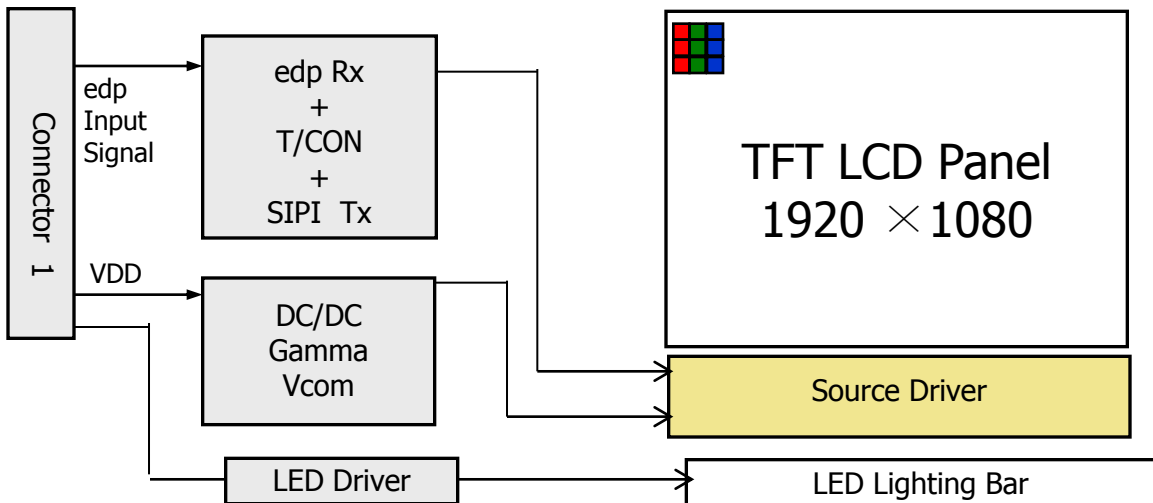 Connector 1
edp
Input
Signal
edp Rx
+
T/CON
+
SIPI Tx
VDD
DC/DC
Gamma
Vcom
LED Driver
TFT LCD Panel
1920 ×1080
Source Driver
LED Lighting Bar